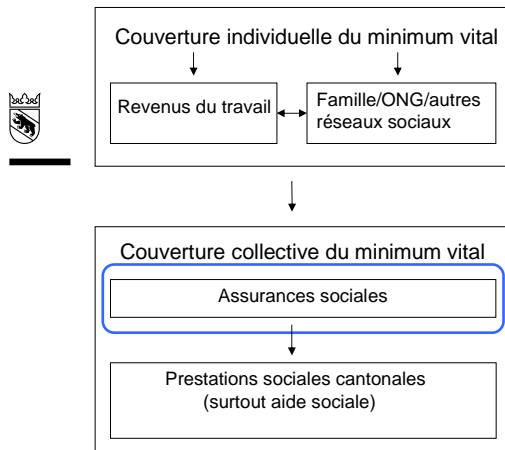 Couverture individuelle du minimum vital
Revenus du travail
Famille/ONG/autres
réseaux sociaux
Couverture collective du minimum vital
Assurances sociales
Prestations sociales cantonales
(surtout aide sociale)